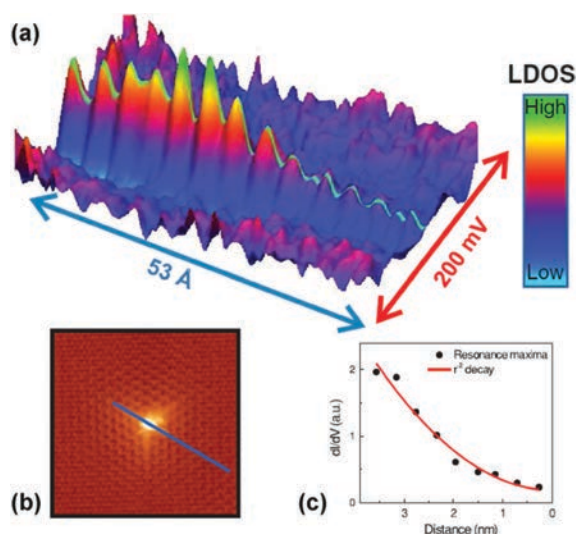 (a)
LDOS
High
Low
53 Å
200 mV
(b)
(c)
Resonance maxima
r⁻² decay
dI/dV (a.u.)
2
1
0
3
2
1
0
Distance (nm)